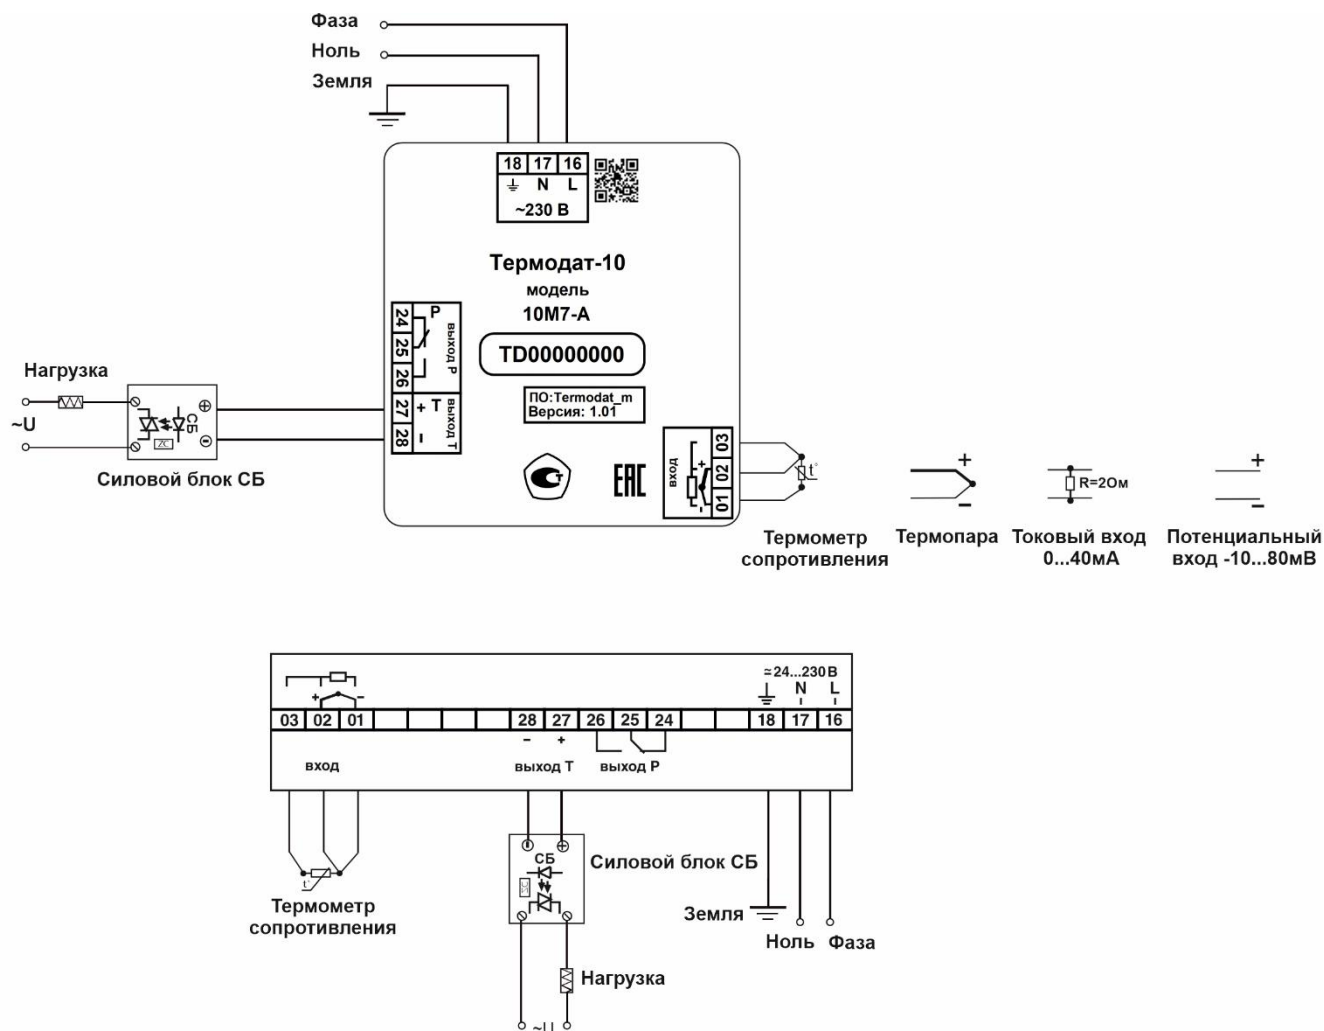 Фаза
Ноль
Земля
18 17 16
N L
~230 В
Термодат-10
модель
10М7-А
TD00000000
ПО:Termodat_m
Версия: 1.01
24 25 26 27 28
P
выход P
+ T
-
выход T
Нагрузка
~U
СБ
ZC
+
-
Силовой блок СБ
ЕАС
вход
+
-
03 02 01
t°
Термометр
сопротивления
+
-
Термопара
R=2Ом
Токовый вход
0...40мА
+
-
Потенциальный
вход -10...80мВ
≂24...230 В
N L
+ -
03 02 01 28 27 26 25 24 18 17 16
- +
вход выход T выход P
СБ
Силовой блок СБ
t°
Термометр
сопротивления
Земля
Ноль Фаза
Нагрузка
~U